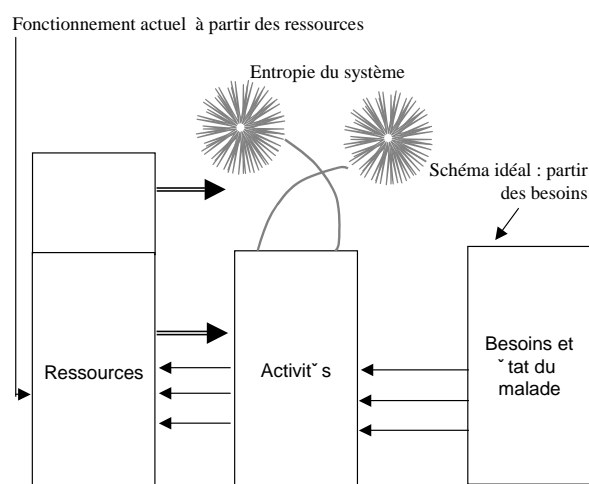 Fonctionnement actuel à partir des ressources
Entropie du système
Schéma idéal : partir
des besoins
Ressources
Activitˇ s
Besoins et
ˇ tat du
malade